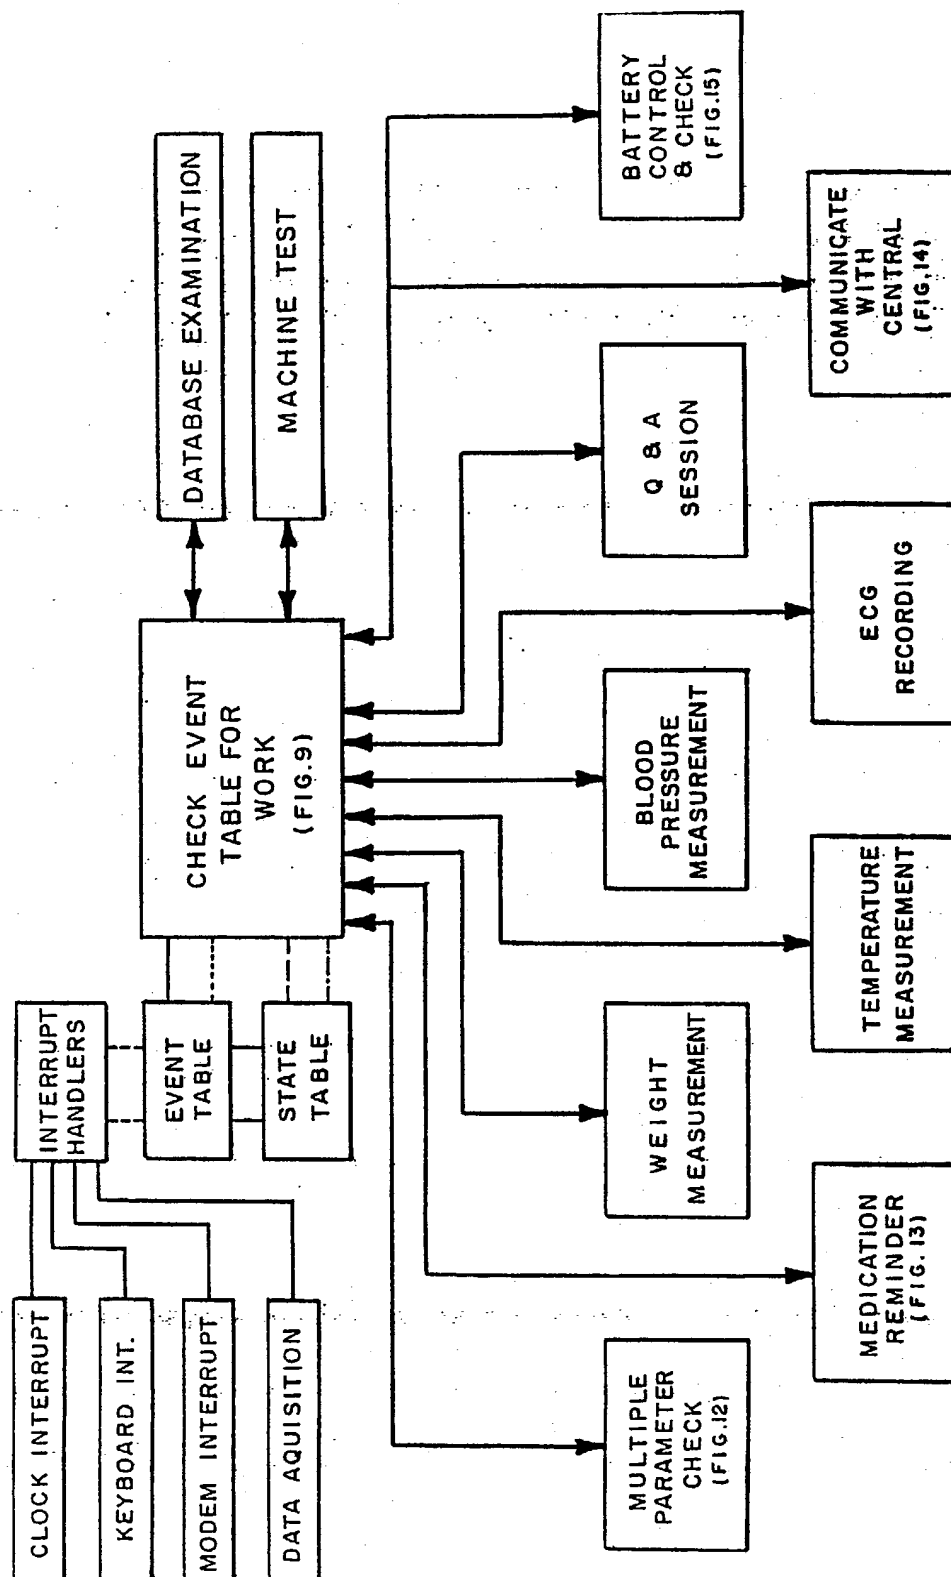 CLOCK INTERRUPT
KEYBOARD INT.
MODEM INTERRUPT
DATA AQUISITION
INTERRUPT
HANDLERS
EVENT
TABLE
STATE
TABLE
CHECK EVENT
TABLE FOR
WORK
(FIG.9)
DATABASE EXAMINATION
MACHINE TEST
MULTIPLE
PARAMETER
CHECK
(FIG.12)
MEDICATION
REMINDER
(FIG. 13)
WEIGHT
MEASUREMENT
TEMPERATURE
MEASUREMENT
BLOOD
PRESSURE
MEASUREMENT
ECG
RECORDING
Q & A
SESSION
COMMUNICATE
WITH
CENTRAL
(FIG.14)
BATTERY
CONTROL
& CHECK
(FIG.15)